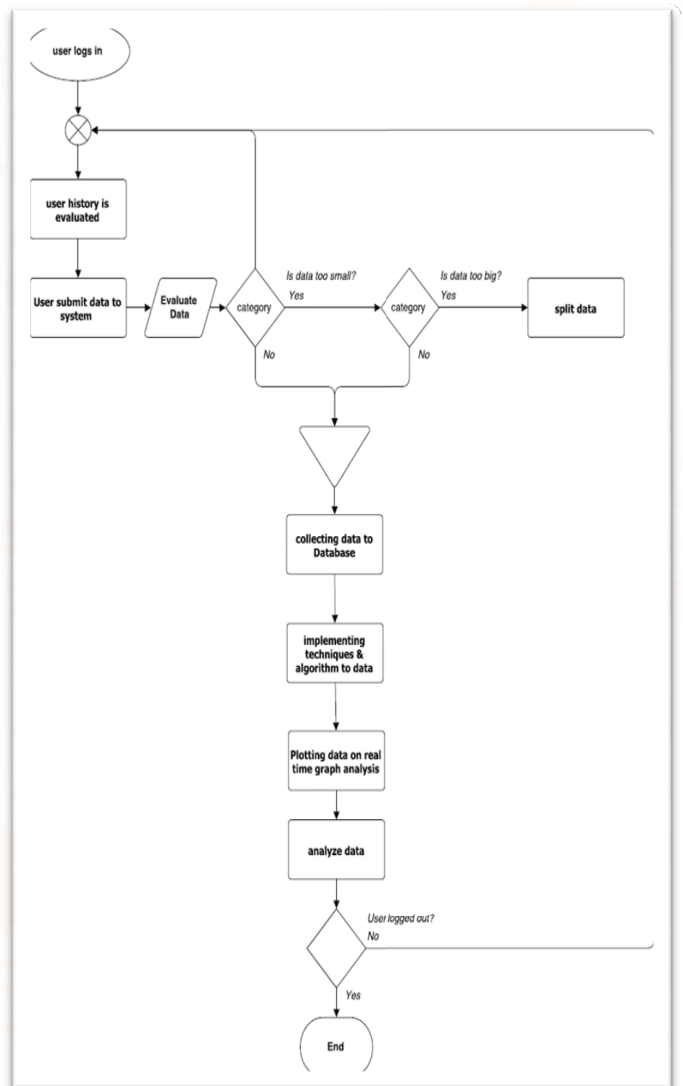 user logs in
user history is
evaluated
User submit data to
system
Evaluate
Data
category
Is data too small?
Yes
No
category
Is data too big?
Yes
No
split data
collecting data to
Database
implementing
techniques &
algorithm to data
Plotting data on real
time graph analysis
analyze data
User logged out?
No
Yes
End